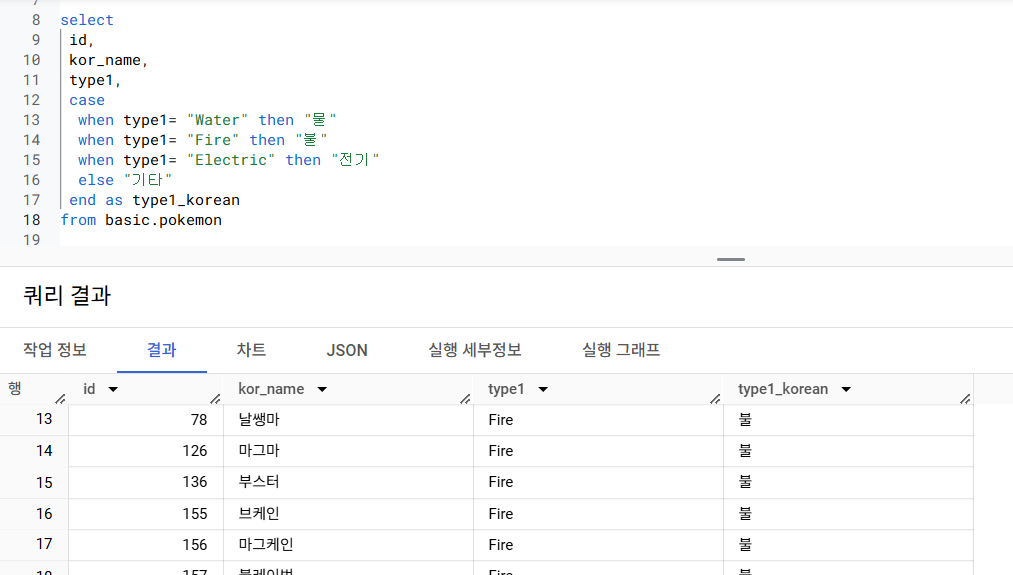 8 select
9 id,
10 kor_name,
11 type1,
12 case
13 when type1= "Water" then "물"
14 when type1= "Fire" then "불"
15 when type1= "Electric" then "전기"
16 else "기타"
17 end as type1_korean
18 from basic.pokemon
19
쿼리 결과
작업 정보 결과 차트 JSON 실행 세부정보 실행 그래프
행 id kor_name type1 type1_korean
13 78 날쌩마 Fire 불
14 126 마그마 Fire 불
15 136 부스터 Fire 불
16 155 브케인 Fire 불
17 156 마그케인 Fire 불